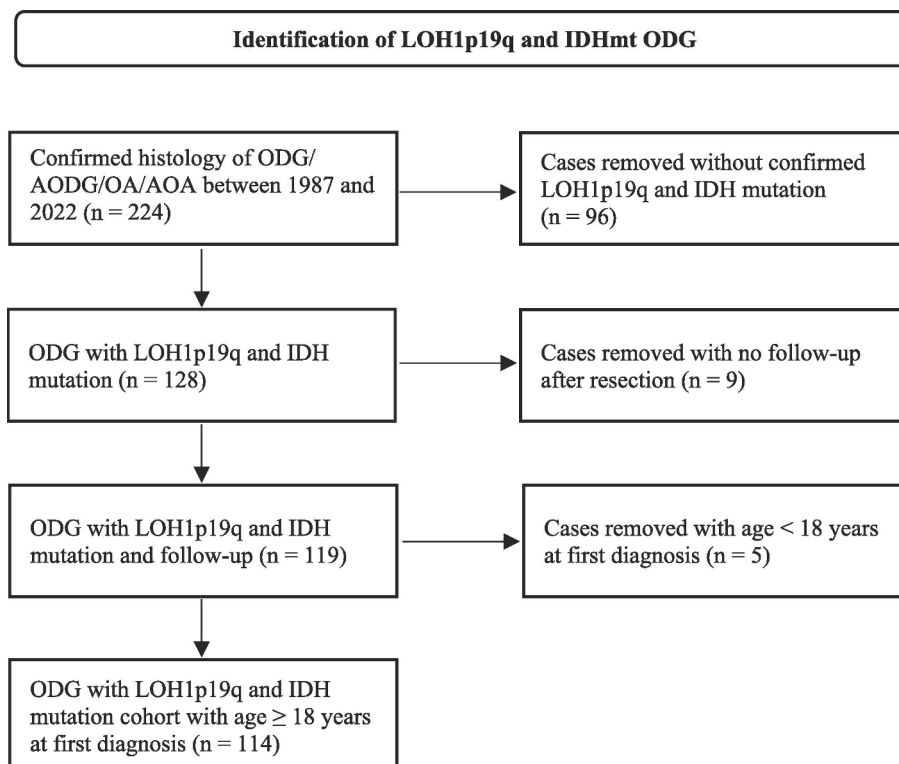 Identification of LOH1p19q and IDHmt ODG
Confirmed histology of ODG/
AODG/OA/AOA between 1987 and
2022 (n = 224)
Cases removed without confirmed
LOH1p19q and IDH mutation
(n = 96)
ODG with LOH1p19q and IDH
mutation (n = 128)
Cases removed with no follow-up
after resection (n = 9)
ODG with LOH1p19q and IDH
mutation and follow-up (n = 119)
Cases removed with age < 18 years
at first diagnosis (n = 5)
ODG with LOH1p19q and IDH
mutation cohort with age ≥ 18 years
at first diagnosis (n = 114)